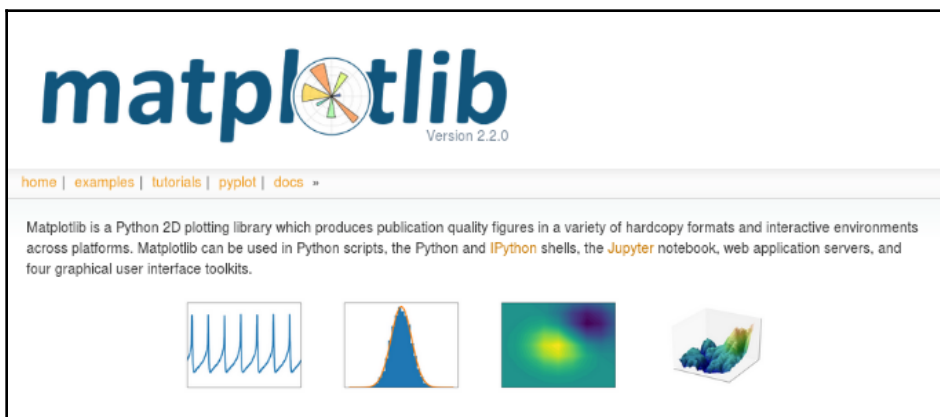 matplotlib
Version 2.2.0
home | examples | tutorials | pyplot | docs »
Matplotlib is a Python 2D plotting library which produces publication quality figures in a variety of hardcopy formats and interactive environments
across platforms. Matplotlib can be used in Python scripts, the Python and IPython shells, the Jupyter notebook, web application servers, and
four graphical user interface toolkits.